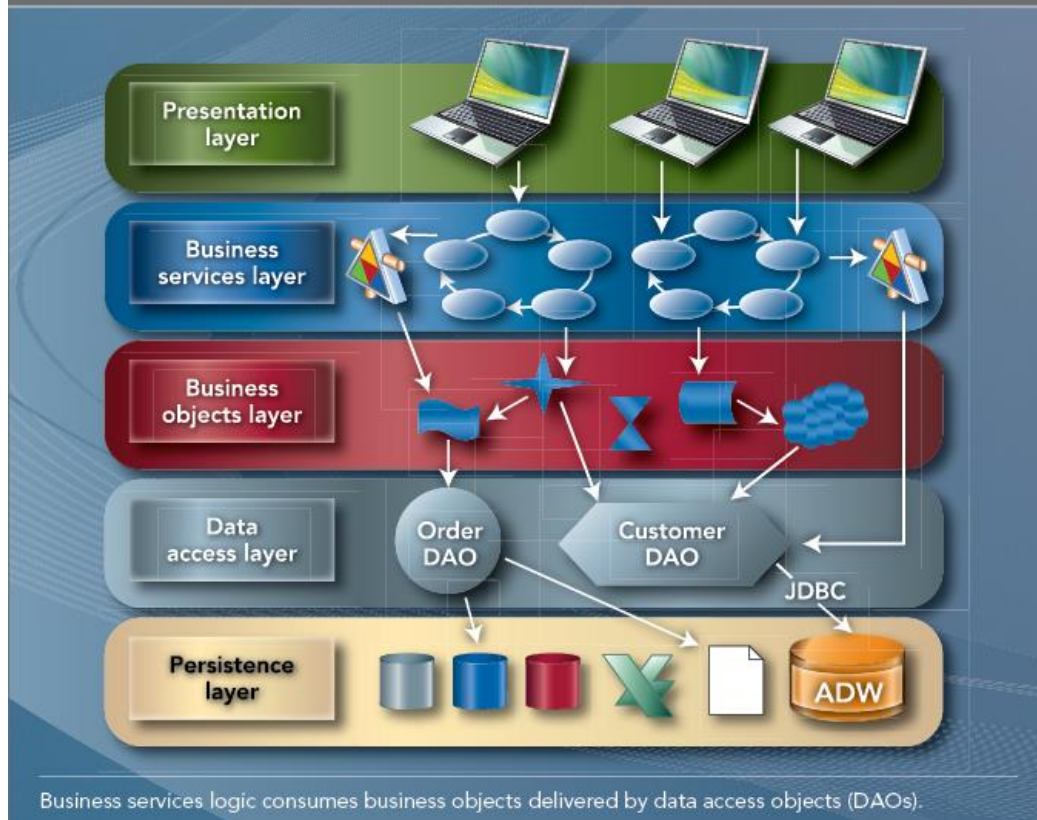 Presentation
layer
Business
services layer
Business
objects layer
Data
access layer
Order
DAO
Customer
DAO
JDBC
Persistence
layer
ADW
Business services logic consumes business objects delivered by data access objects (DAOs).